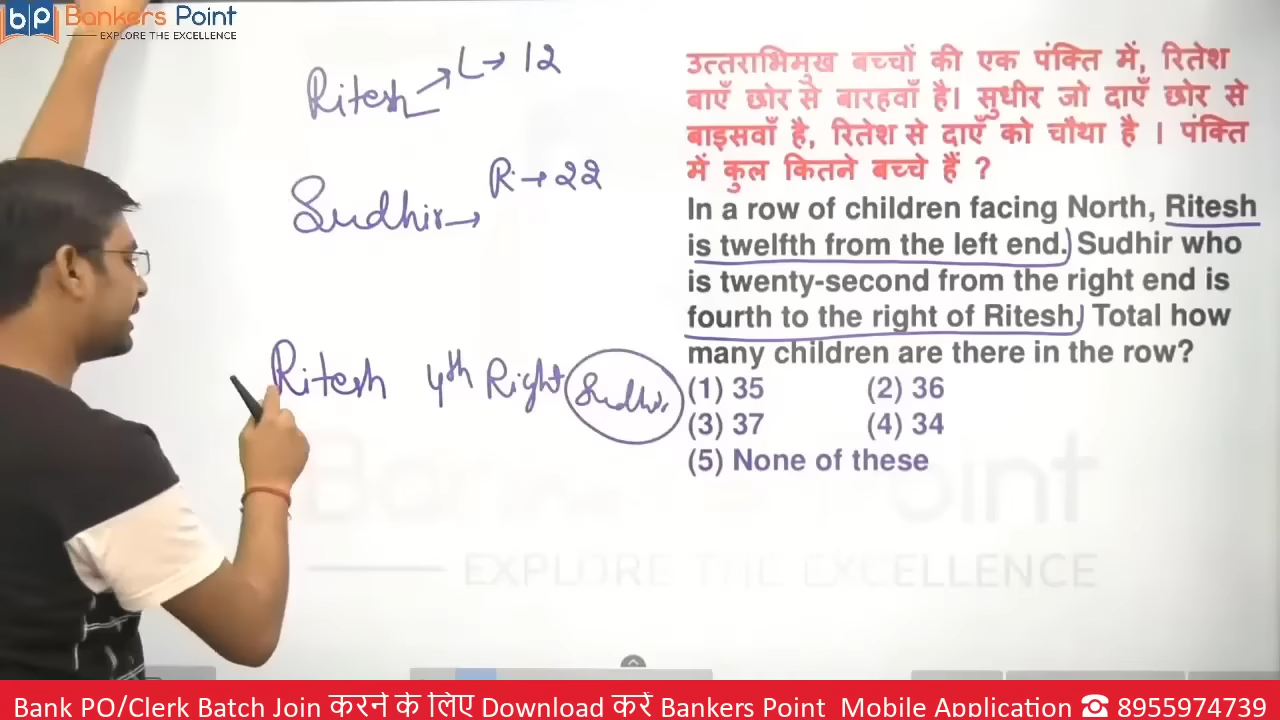 bp Bankers Point
EXPLORE THE EXCELLENCE
Ritesh → L → 12
Sudhir → R → 22
Ritesh 4th Right Sudhir
उत्तराभिमुख बच्चों की एक पंक्ति में, रितेश
बाएँ छोर से बारहवाँ है। सुधीर जो दाएँ छोर से
बाइसवाँ है, रितेश से दाएँ को चौथा है । पंक्ति
में कुल कितने बच्चे हैं ?
In a row of children facing North, Ritesh
is twelfth from the left end. Sudhir who
is twenty-second from the right end is
fourth to the right of Ritesh, Total how
many children are there in the row?
(1) 35 (2) 36
(3) 37 (4) 34
(5) None of these
EXPLORE THE EXCELLENCE
Bank PO/Clerk Batch Join करने के लिए Download करें Bankers Point Mobile Application ☎ 8955974739